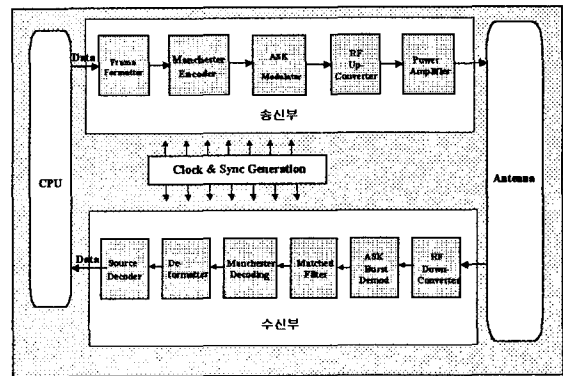 Data
Frame
Formatter
Manchester
Encoder
ASK
Modulator
RF
Up-
Converter
Power
Amplifier
송신부
CPU
Clock & Sync Generation
Antenna
Data
Source
Decoder
De-
formatter
Manchester
Decoding
Matched
Filter
ASK
Burst
Demod
RF
Down-
Converter
수신부